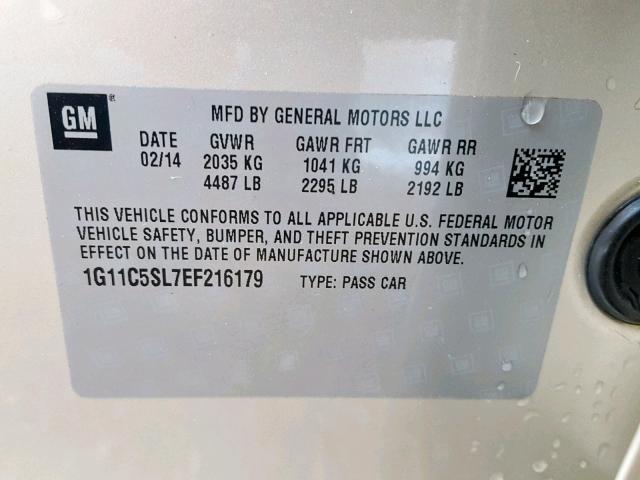 GM
®
MFD BY GENERAL MOTORS LLC
DATE GVWR GAWR FRT GAWR RR
02/14 2035 KG 1041 KG 994 KG
4487 LB 2295 LB 2192 LB
THIS VEHICLE CONFORMS TO ALL APPLICABLE U.S. FEDERAL MOTOR
VEHICLE SAFETY, BUMPER, AND THEFT PREVENTION STANDARDS IN
EFFECT ON THE DATE OF MANUFACTURE SHOWN ABOVE.
1G11C5SL7EF216179 TYPE: PASS CAR